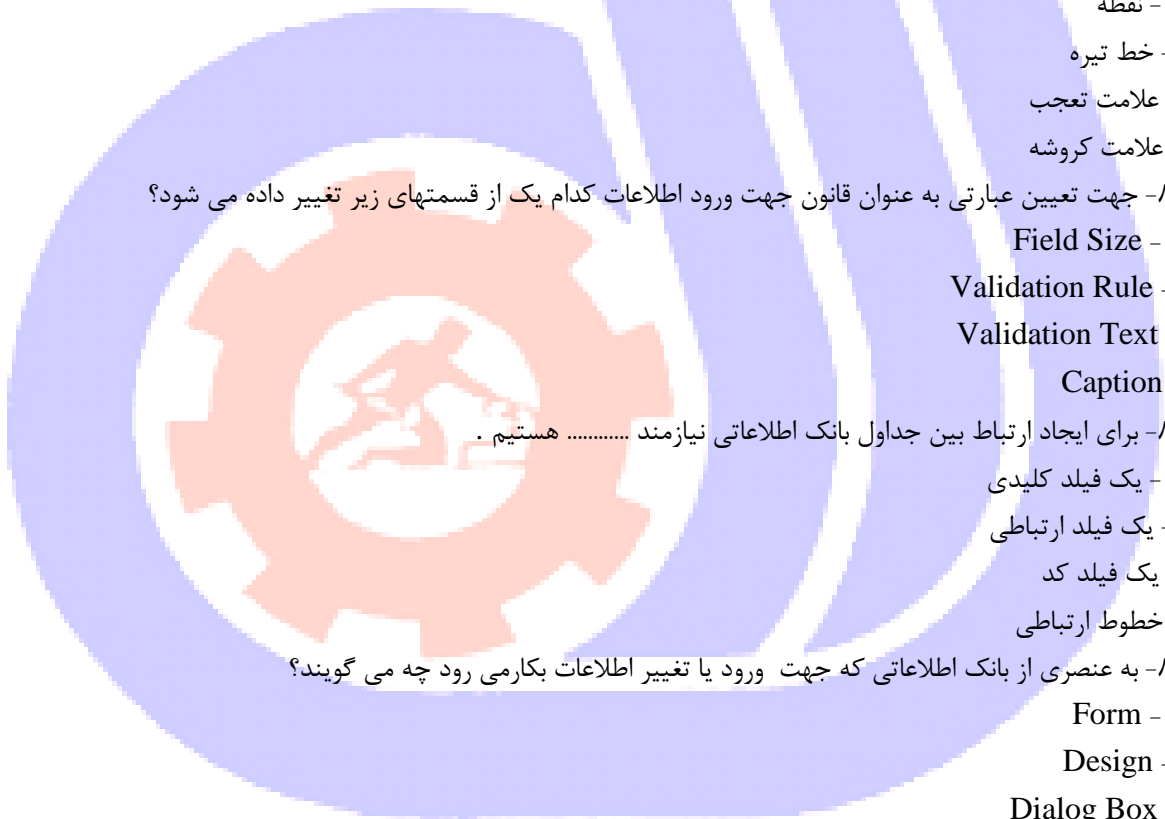 - نقطه
- خط تیره
علامت تعجب
علامت کروشه
- جهت تعیین عبارتی به عنوان قانون جهت ورود اطلاعات کدام یک از قسمتهای زیر تغییر داده می شود؟
- Field Size
- Validation Rule
Validation Text
Caption
- برای ایجاد ارتباط بین جداول بانک اطلاعاتی نیازمند ............ هستیم .
- یک فیلد کلیدی
- یک فیلد ارتباطی
یک فیلد کد
خطوط ارتباطی
- به عنصری از بانک اطلاعاتی که جهت ورود یا تغییر اطلاعات بکارمی رود چه می گویند؟
- Form
- Design
Dialog Box